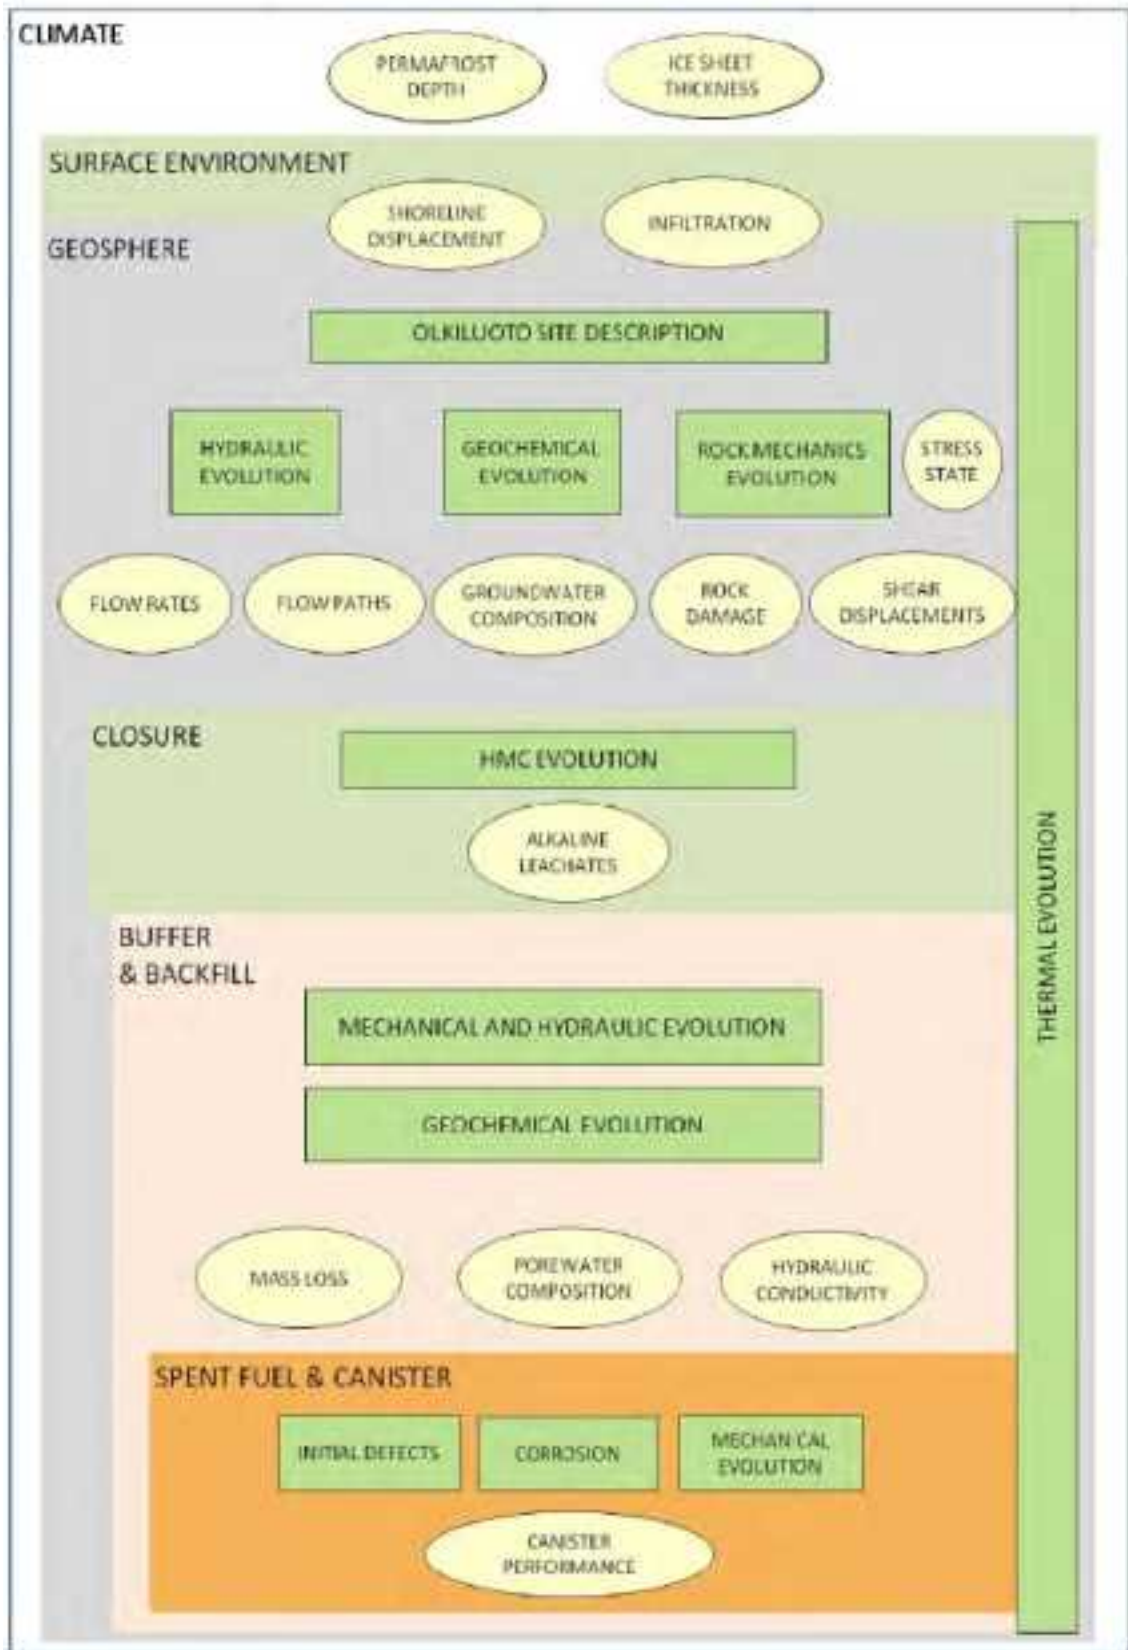 CLIMATE
PERMAFROST
DEPTH
ICE SHEET
THICKNESS
SURFACE ENVIRONMENT
SHORELINE
DISPLACEMENT
INFILTRATION
GEOSPHERE
OLKILUOTO SITE DESCRIPTION
HYDRAULIC
EVOLUTION
GEOCHEMICAL
EVOLUTION
ROCK MECHANICS
EVOLUTION
STRESS
STATE
FLOW RATES
FLOW PATHS
GROUNDWATER
COMPOSITION
ROCK
DAMAGE
SHEAR
DISPLACEMENTS
CLOSURE
HMC EVOLUTION
ALKALINE
LEACHATES
THERMAL EVOLUTION
BUFFER
& BACKFILL
MECHANICAL AND HYDRAULIC EVOLUTION
GEOCHEMICAL EVOLUTION
MASS LOSS
POREWATER
COMPOSITION
HYDRAULIC
CONDUCTIVITY
SPENT FUEL & CANISTER
INITIAL DEFECTS
CORROSION
MECHANICAL
EVOLUTION
CANISTER
PERFORMANCE